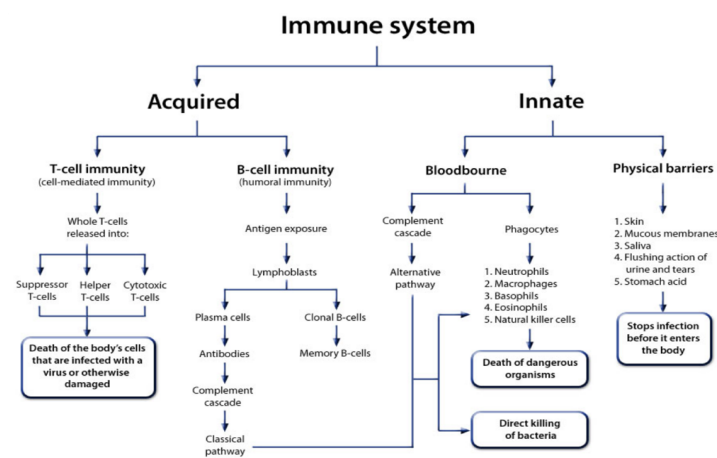 Immune system
Acquired
Innate
T-cell immunity
(cell-mediated immunity)
B-cell immunity
(humoral immunity)
Bloodbourne
Physical barriers
Whole T-cells
released into:
Suppressor
T-cells
Helper
T-cells
Cytotoxic
T-cells
Death of the body's cells
that are infected with a
virus or otherwise
damaged
Antigen exposure
Lymphoblasts
Plasma cells
Clonal B-cells
Antibodies
Memory B-cells
Complement
cascade
Classical
pathway
Complement
cascade
Alternative
pathway
Phagocytes
1. Neutrophils
2. Macrophages
3. Basophils
4. Eosinophils
5. Natural killer cells
Death of dangerous
organisms
Direct killing
of bacteria
1. Skin
2. Mucous membranes
3. Saliva
4. Flushing action of
urine and tears
5. Stomach acid
Stops infection
before it enters
the body